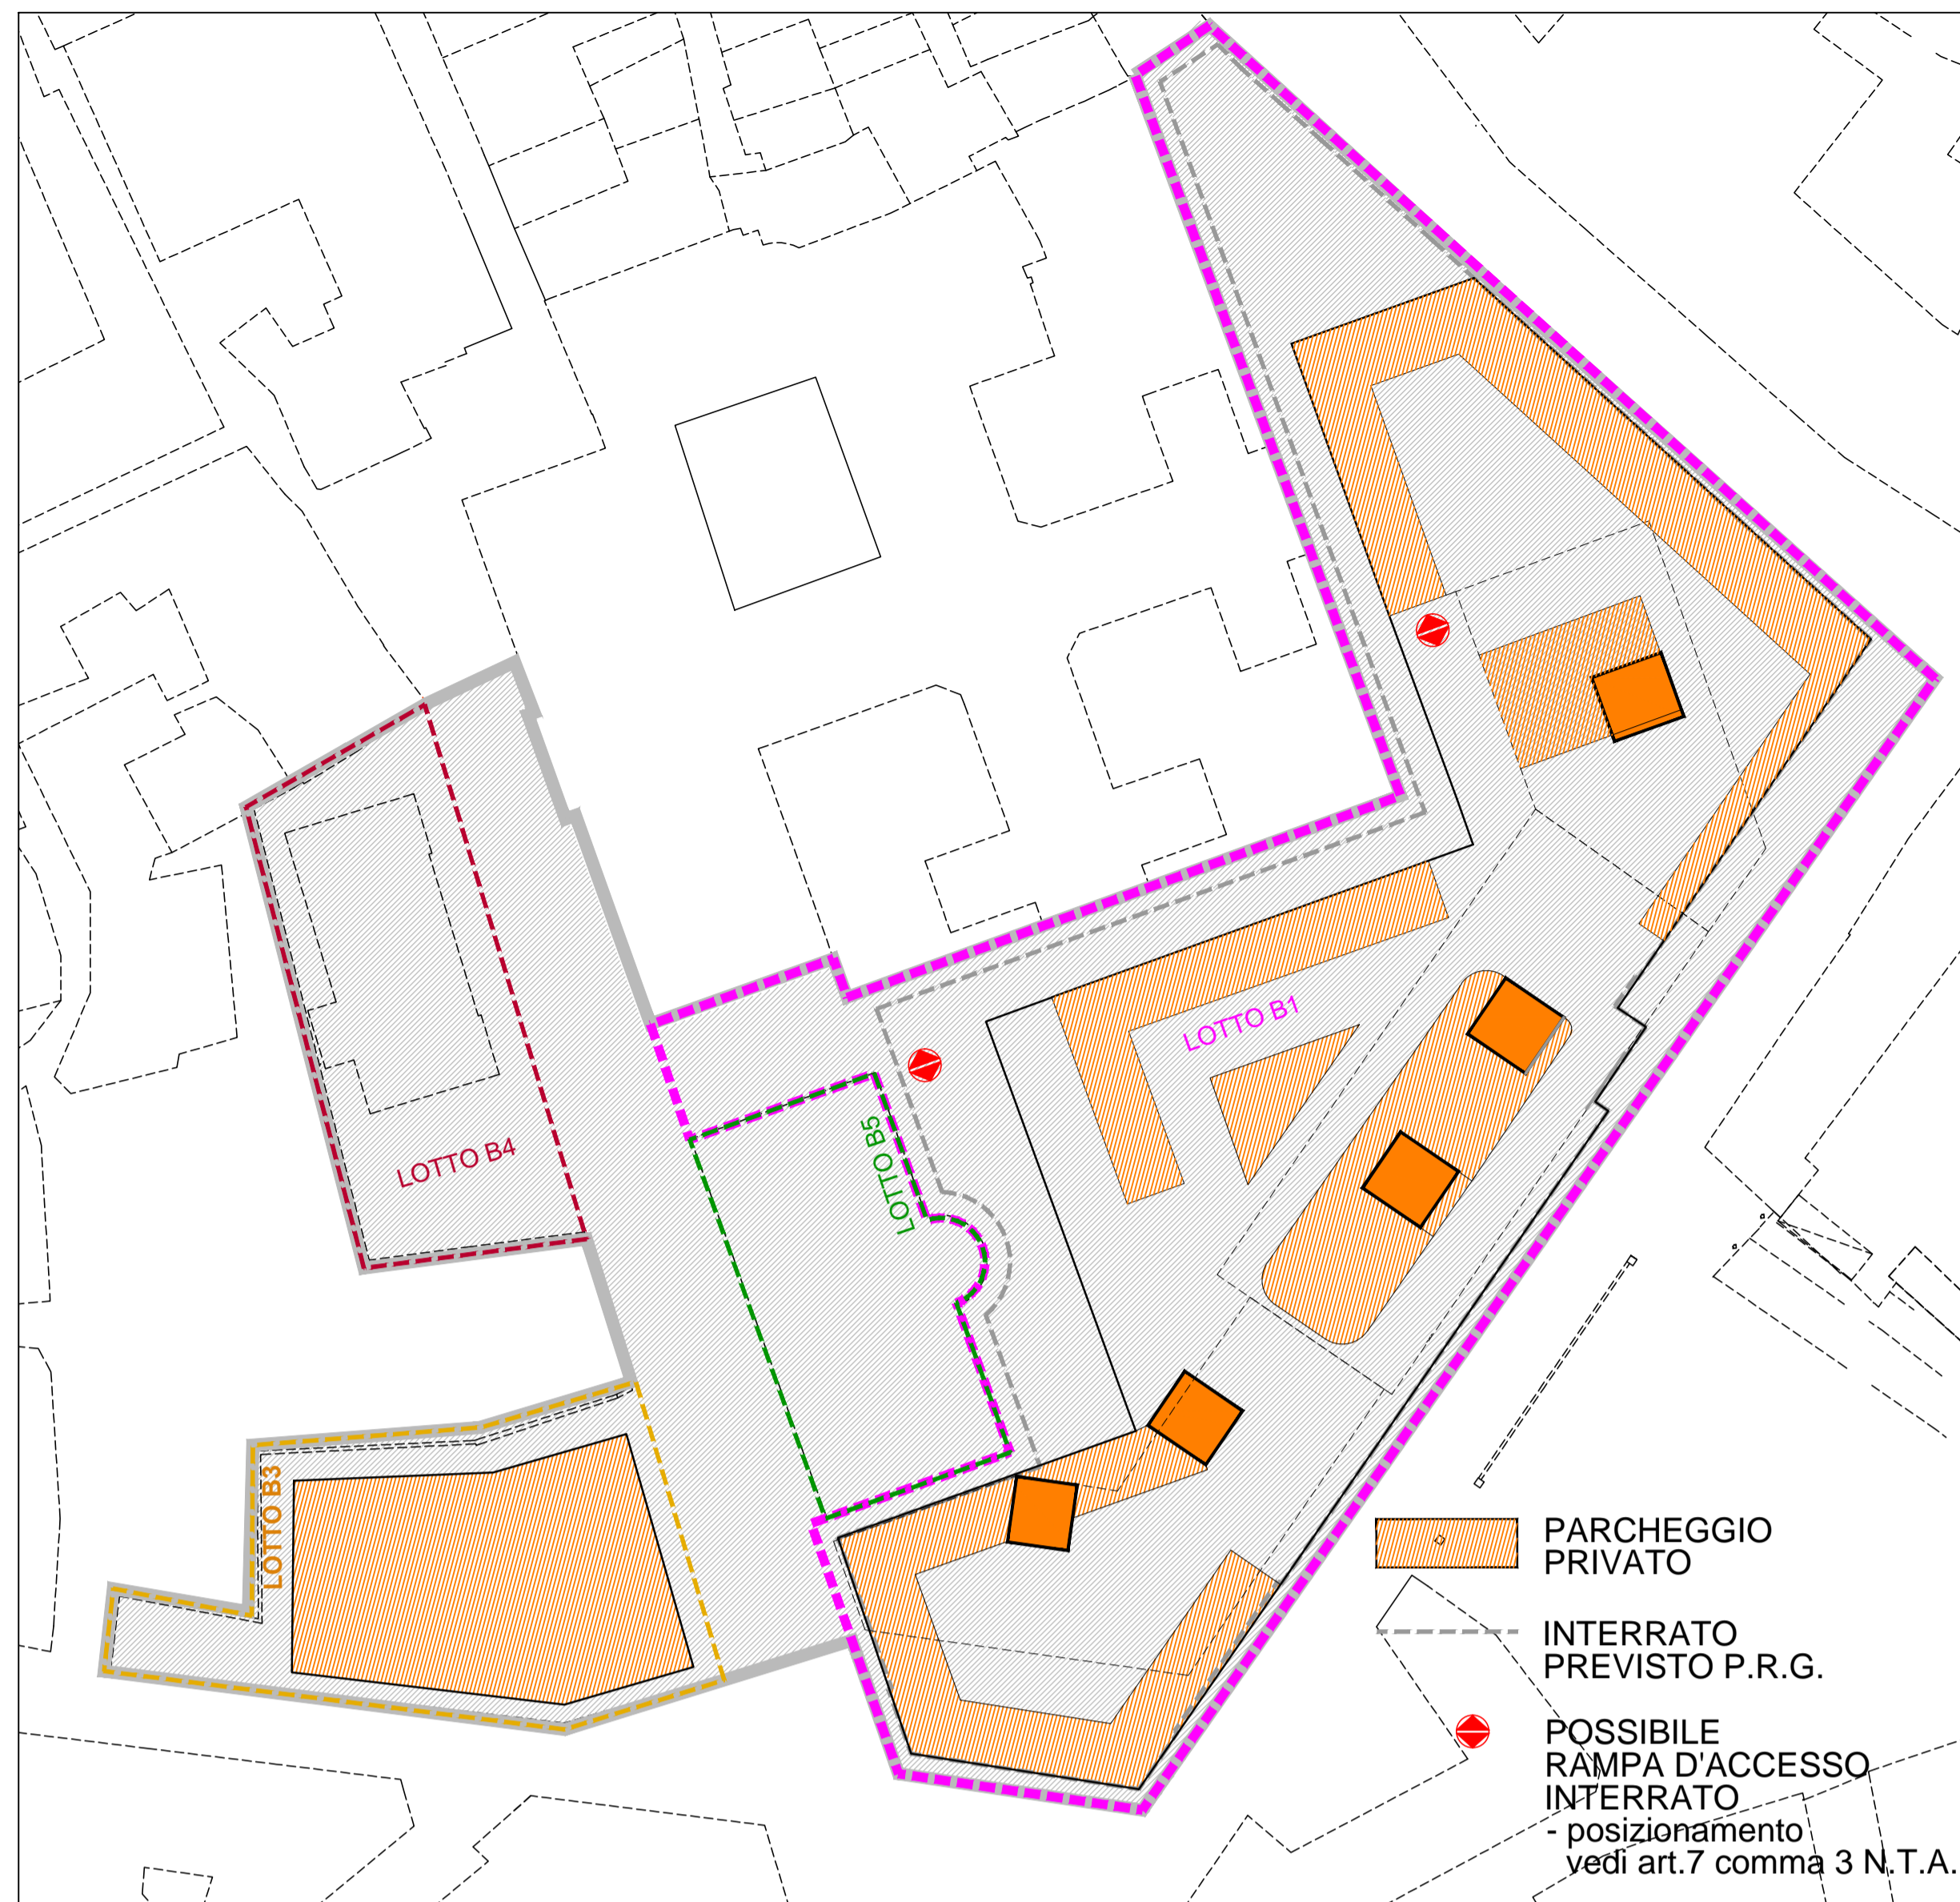 LOTTO B1
LOTTO B5
LOTTO B4
LOTTO B3
PARCHEGGIO
PRIVATO
INTERRATO
PREVISTO P.R.G.
POSSIBILE
RAMPA D'ACCESSO
INTERRATO
- posizionamento
vedi art.7 comma 3 N.T.A.